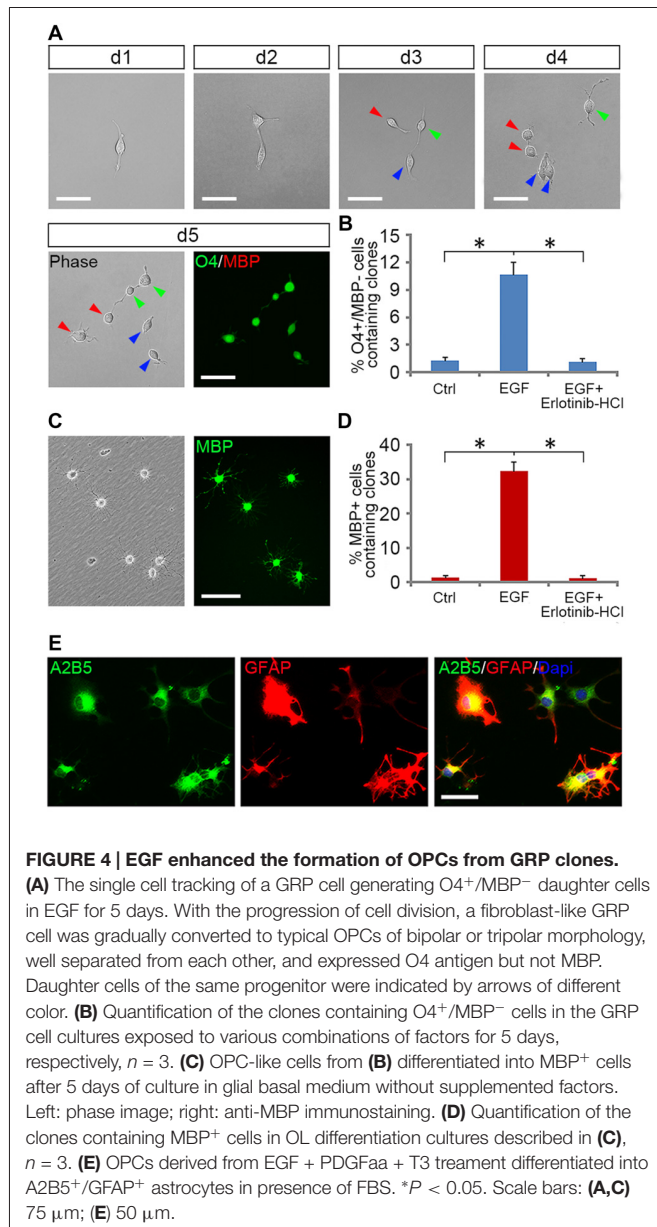 A
d1
d2
d3
d4
d5
Phase
O4/MBP
B
% O4+/MBP- cells
containing clones
15
12
9
6
3
0
* *
Ctrl
EGF
EGF+
Erlotinib-HCl
C
MBP
D
% MBP+ cells
containing clones
40
30
20
10
0
* *
Ctrl
EGF
EGF+
Erlotinib-HCl
E
A2B5
GFAP
A2B5/GFAP/Dapi
FIGURE 4 | EGF enhanced the formation of OPCs from GRP clones.
(A) The single cell tracking of a GRP cell generating O4⁺/MBP⁻ daughter cells
in EGF for 5 days. With the progression of cell division, a fibroblast-like GRP
cell was gradually converted to typical OPCs of bipolar or tripolar morphology,
well separated from each other, and expressed O4 antigen but not MBP.
Daughter cells of the same progenitor were indicated by arrows of different
color. (B) Quantification of the clones containing O4⁺/MBP⁻ cells in the GRP
cell cultures exposed to various combinations of factors for 5 days,
respectively, n = 3. (C) OPC-like cells from (B) differentiated into MBP⁺ cells
after 5 days of culture in glial basal medium without supplemented factors.
Left: phase image; right: anti-MBP immunostaining. (D) Quantification of the
clones containing MBP⁺ cells in OL differentiation cultures described in (C),
n = 3. (E) OPCs derived from EGF + PDGFaa + T3 treament differentiated into
A2B5⁺/GFAP⁺ astrocytes in presence of FBS. *P < 0.05. Scale bars: (A,C)
75 μm; (E) 50 μm.